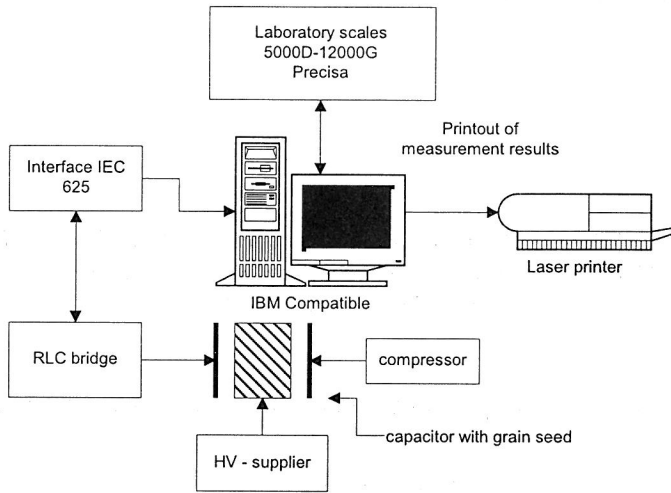 Laboratory scales
5000D-12000G
Precisa
Printout of
measurement results
Interface IEC
625
Laser printer
IBM Compatible
RLC bridge
compressor
capacitor with grain seed
HV - supplier